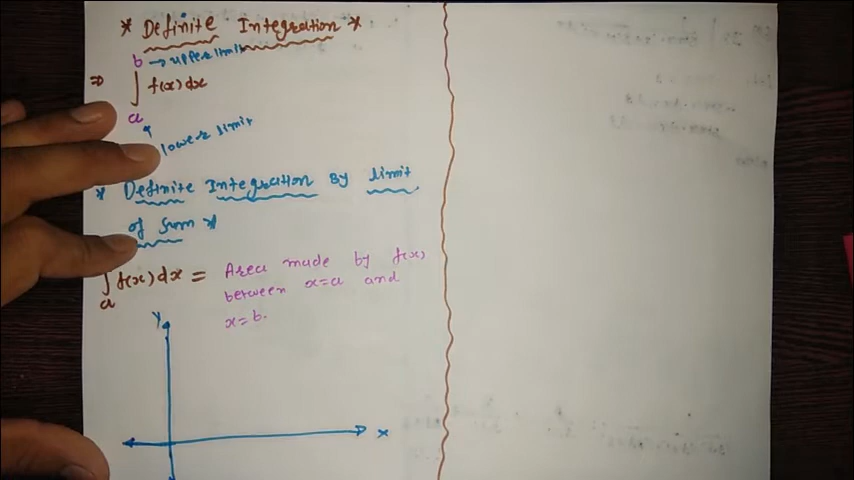 * Definite Integration *
b → upper limit
⇒ ∫ f(x) dx
a
↑ lower limit
* Definite Integration By limit
of sum *
∫ f(x) dx = Area made by f(x)
a between x=a and
x=b.
Y
X